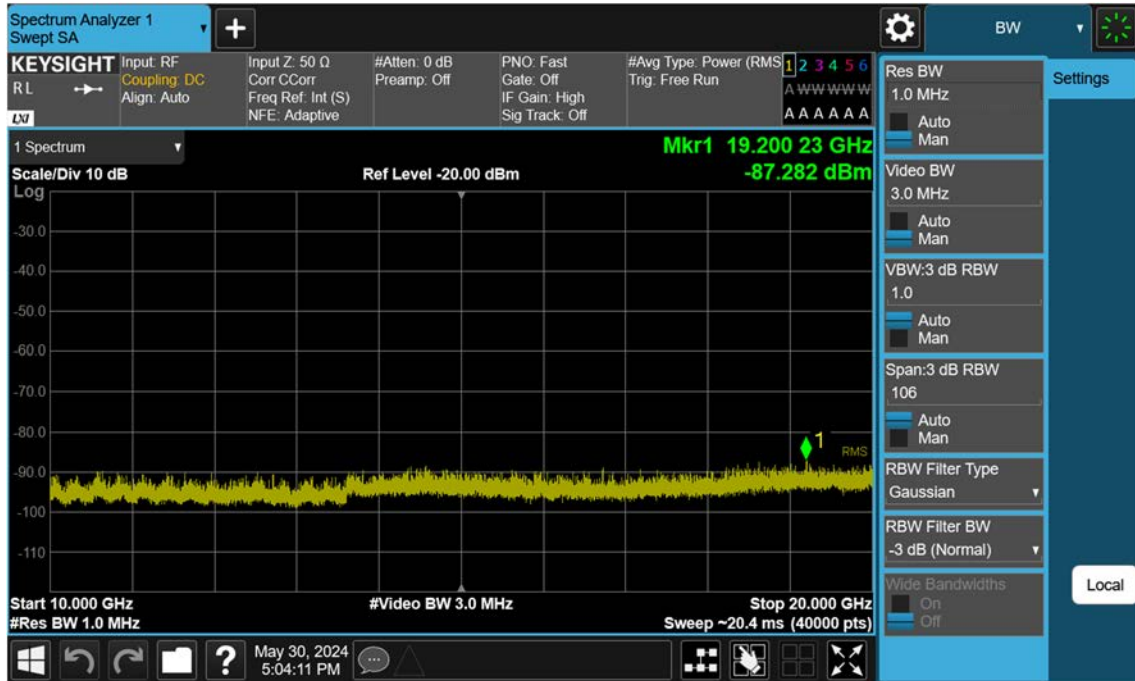 Spectrum Analyzer 1
Swept SA
+
BW
KEYSIGHT
R L
LXI
Input: RF
Coupling: DC
Align: Auto
Input Z: 50 Ω
Corr CCorr
Freq Ref: Int (S)
NFE: Adaptive
#Atten: 0 dB
Preamp: Off
PNO: Fast
Gate: Off
IF Gain: High
Sig Track: Off
#Avg Type: Power (RMS
Trig: Free Run
1 2 3 4 5 6
A W W W W W
A A A A A A
1 Spectrum
Scale/Div 10 dB
Ref Level -20.00 dBm
Mkr1 19.200 23 GHz
-87.282 dBm
Log
-30.0
-40.0
-50.0
-60.0
-70.0
-80.0
-90.0
-100
-110
1
RMS
Start 10.000 GHz
#Video BW 3.0 MHz
Stop 20.000 GHz
#Res BW 1.0 MHz
Sweep ~20.4 ms (40000 pts)
Res BW
1.0 MHz
Auto
Man
Video BW
3.0 MHz
Auto
Man
VBW:3 dB RBW
1.0
Auto
Man
Span:3 dB RBW
106
Auto
Man
RBW Filter Type
Gaussian
RBW Filter BW
-3 dB (Normal)
Wide Bandwidths
On
Off
Settings
Local
?
May 30, 2024
5:04:11 PM